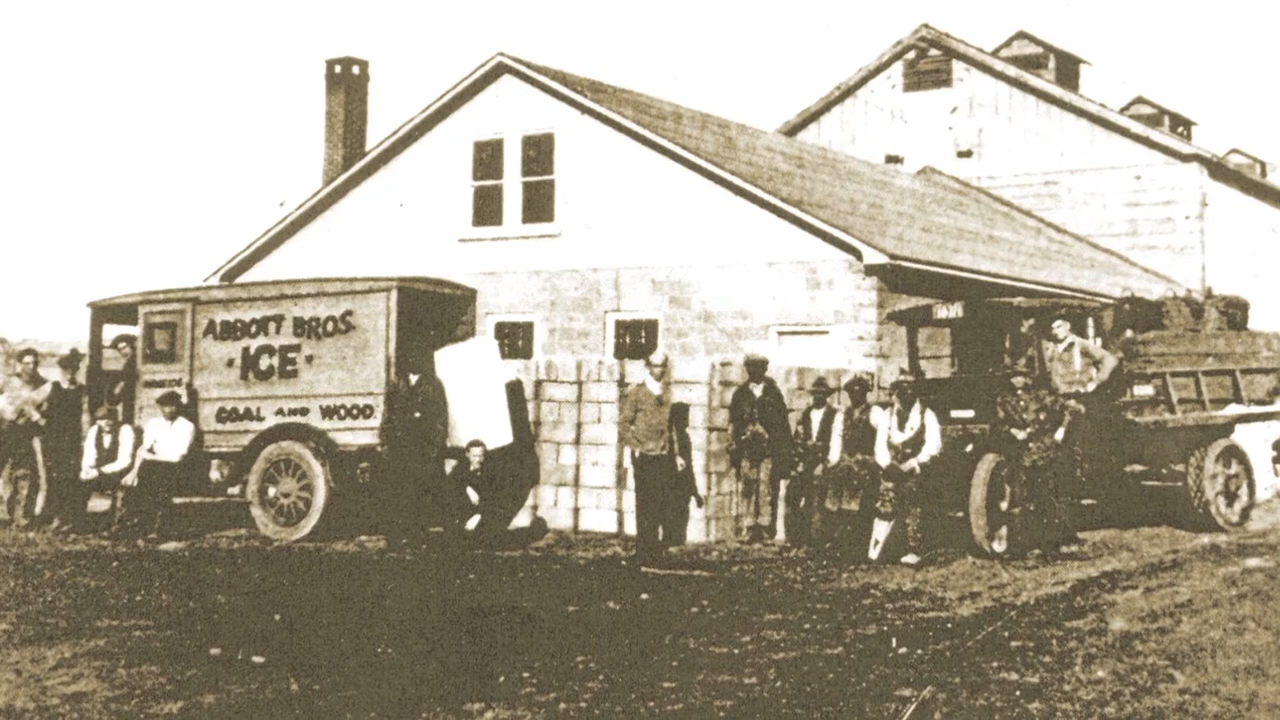 ABBOTT BROS.
· ICE ·
COAL AND WOOD.